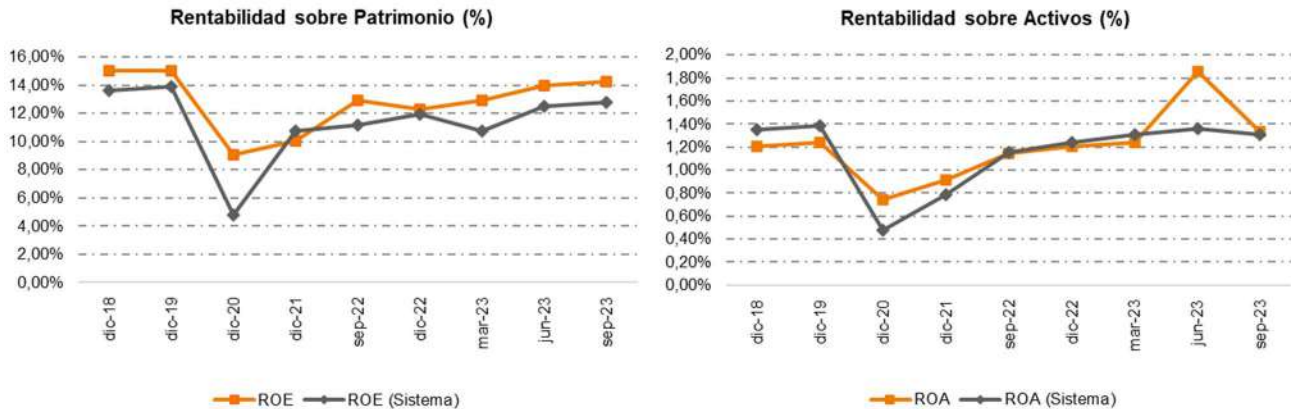 Rentabilidad sobre Patrimonio (%)
16,00%
14,00%
12,00%
10,00%
8,00%
6,00%
4,00%
2,00%
0,00%
dic-18
dic-19
dic-20
dic-21
sep-22
dic-22
mar-23
jun-23
sep-23
ROE
ROE (Sistema)
Rentabilidad sobre Activos (%)
2,00%
1,80%
1,60%
1,40%
1,20%
1,00%
0,80%
0,60%
0,40%
0,20%
0,00%
dic-18
dic-19
dic-20
dic-21
sep-22
dic-22
mar-23
jun-23
sep-23
ROA
ROA (Sistema)